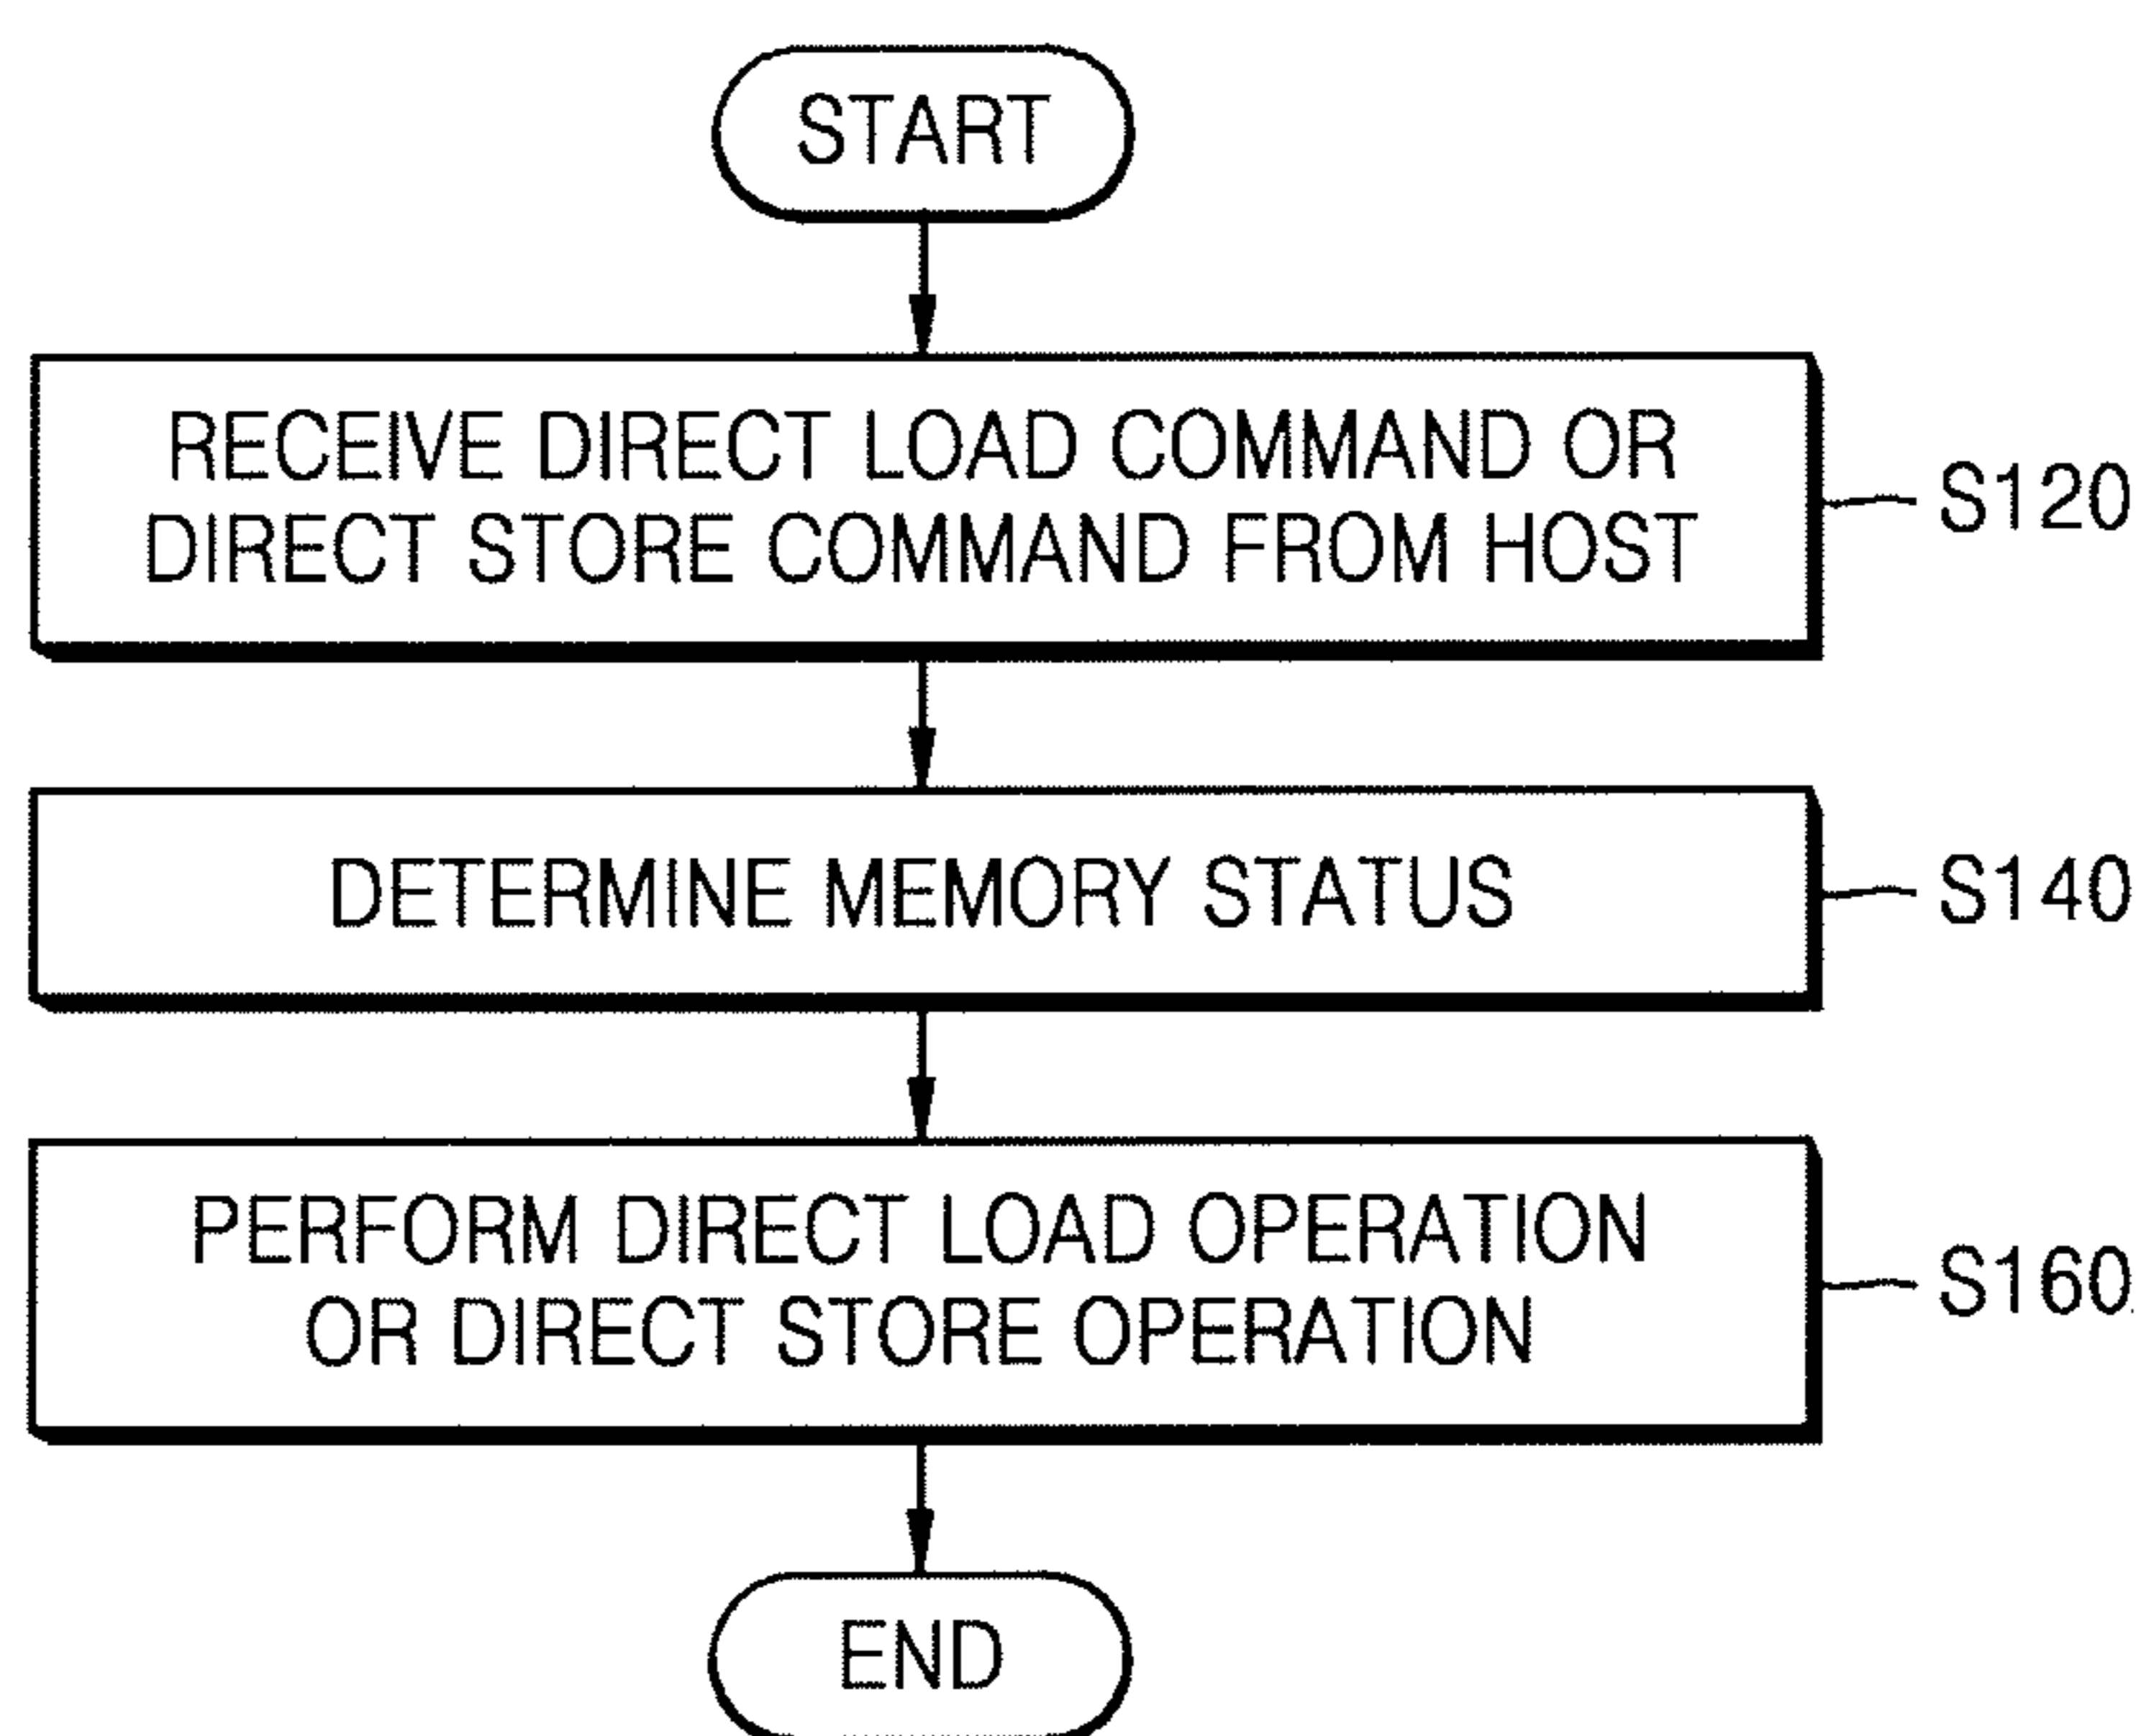 START
RECEIVE DIRECT LOAD COMMAND OR
DIRECT STORE COMMAND FROM HOST
S120
DETERMINE MEMORY STATUS
S140
PERFORM DIRECT LOAD OPERATION
OR DIRECT STORE OPERATION
S160
END